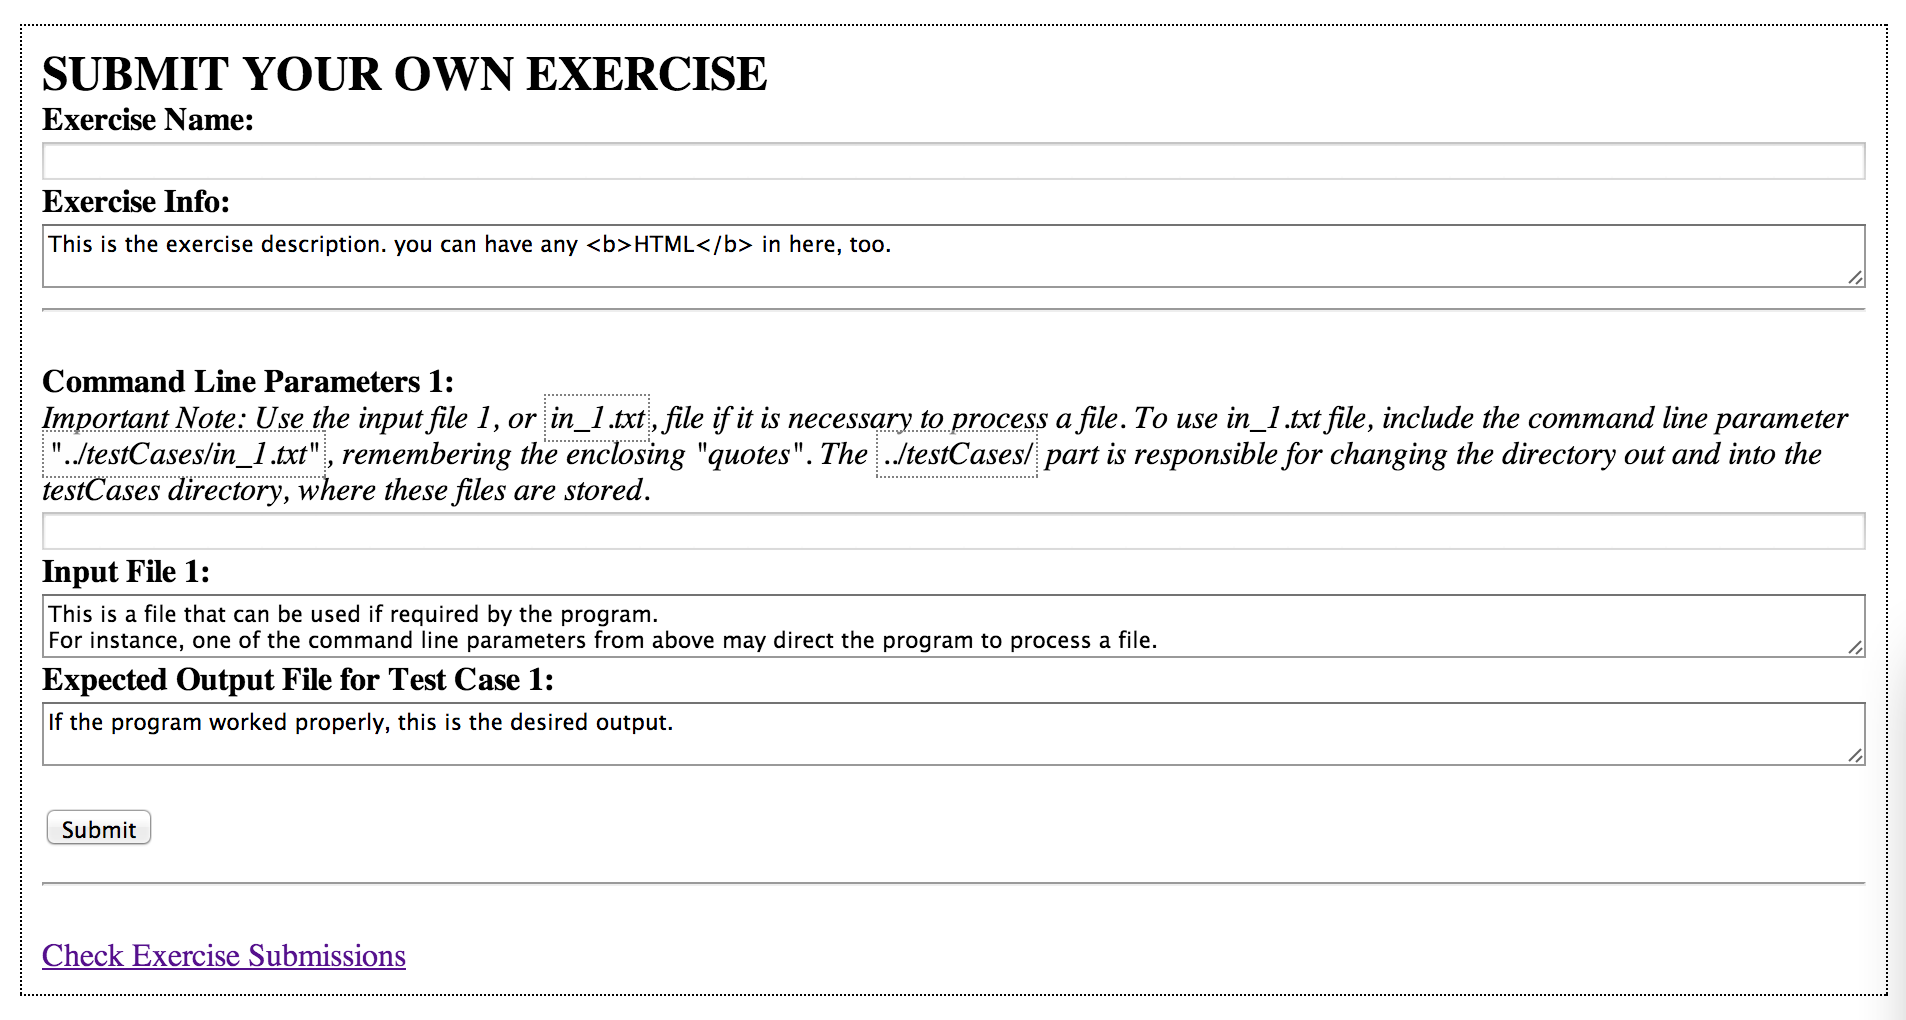 SUBMIT YOUR OWN EXERCISE
Exercise Name:
Exercise Info:
This is the exercise description. you can have any <b>HTML</b> in here, too.
Command Line Parameters 1:
Important Note: Use the input file 1, or in_1.txt, file if it is necessary to process a file. To use in_1.txt file, include the command line parameter
"../testCases/in_1.txt", remembering the enclosing "quotes". The ../testCases/ part is responsible for changing the directory out and into the
testCases directory, where these files are stored.
Input File 1:
This is a file that can be used if required by the program.
For instance, one of the command line parameters from above may direct the program to process a file.
Expected Output File for Test Case 1:
If the program worked properly, this is the desired output.
Submit
Check Exercise Submissions